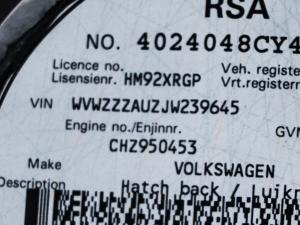 RSA
NO. 4024048CY4
Licence no. Veh. registe
Lisensienr. HM92XRGP Vrt.registern
VIN WVWZZZAUZJW239645
Engine no./Enjinnr. GVM
CHZ950453
Make VOLKSWAGEN
Description Hatch back / Luikr